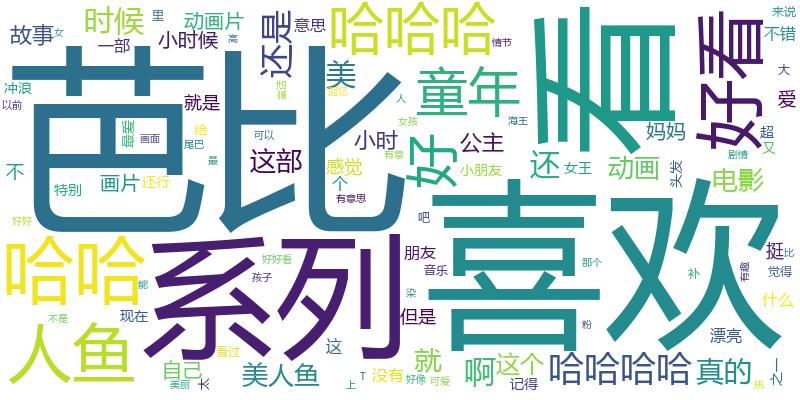 故事
女
时候
里
动画片
还是
意思
哈哈哈
情节
看
好看
来说
不错
一部
小时候
高
冲浪
以前
芭比
就是
美
童年
人
大
爱
最爱
画面
给
尾巴
可以
女孩
海王
妈妈
超
又
不
特别
画片
还行
最
这部
小时
感觉
个
有意
有意思
好
公主
小朋友
还
女王
动画
头发
剧情
电影
好好
吧
哈哈
系列
好好看
能
孩子
朋友
音乐
喜欢
那个
补
挺
比
觉得
有趣
染
但是
现在
不是
人鱼
看过
这
粉
什么
漂亮
自己
美丽
太
美人鱼
上
T
没有
就
好像
可爱
啊
这个
记得
哈哈哈哈
真的
绑
之一